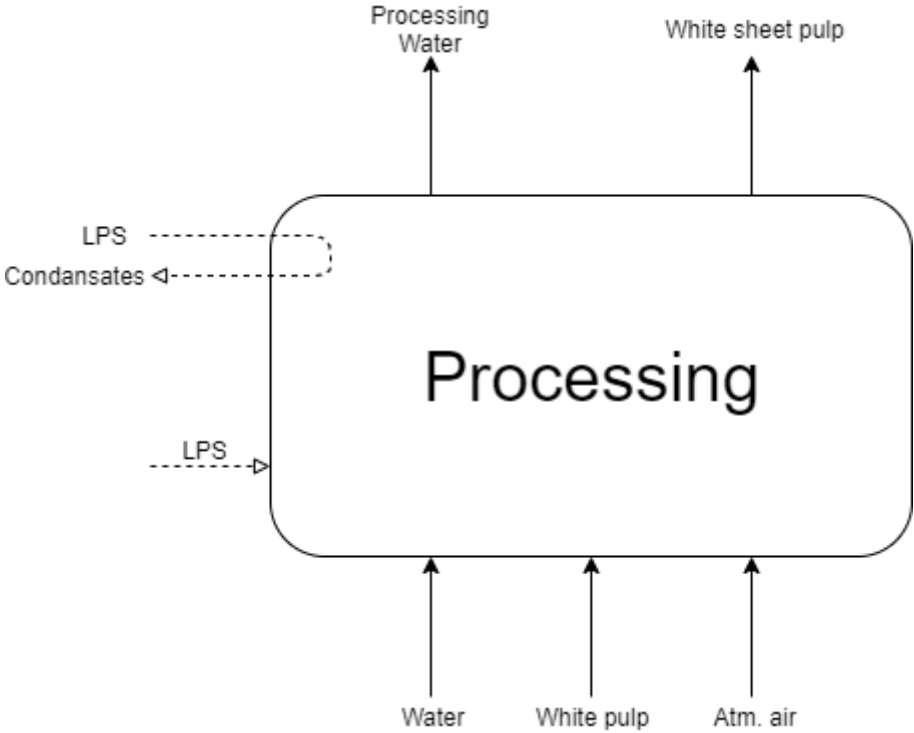 Processing
Water
White sheet pulp
LPS
Condansates
Processing
LPS
Water
White pulp
Atm. air